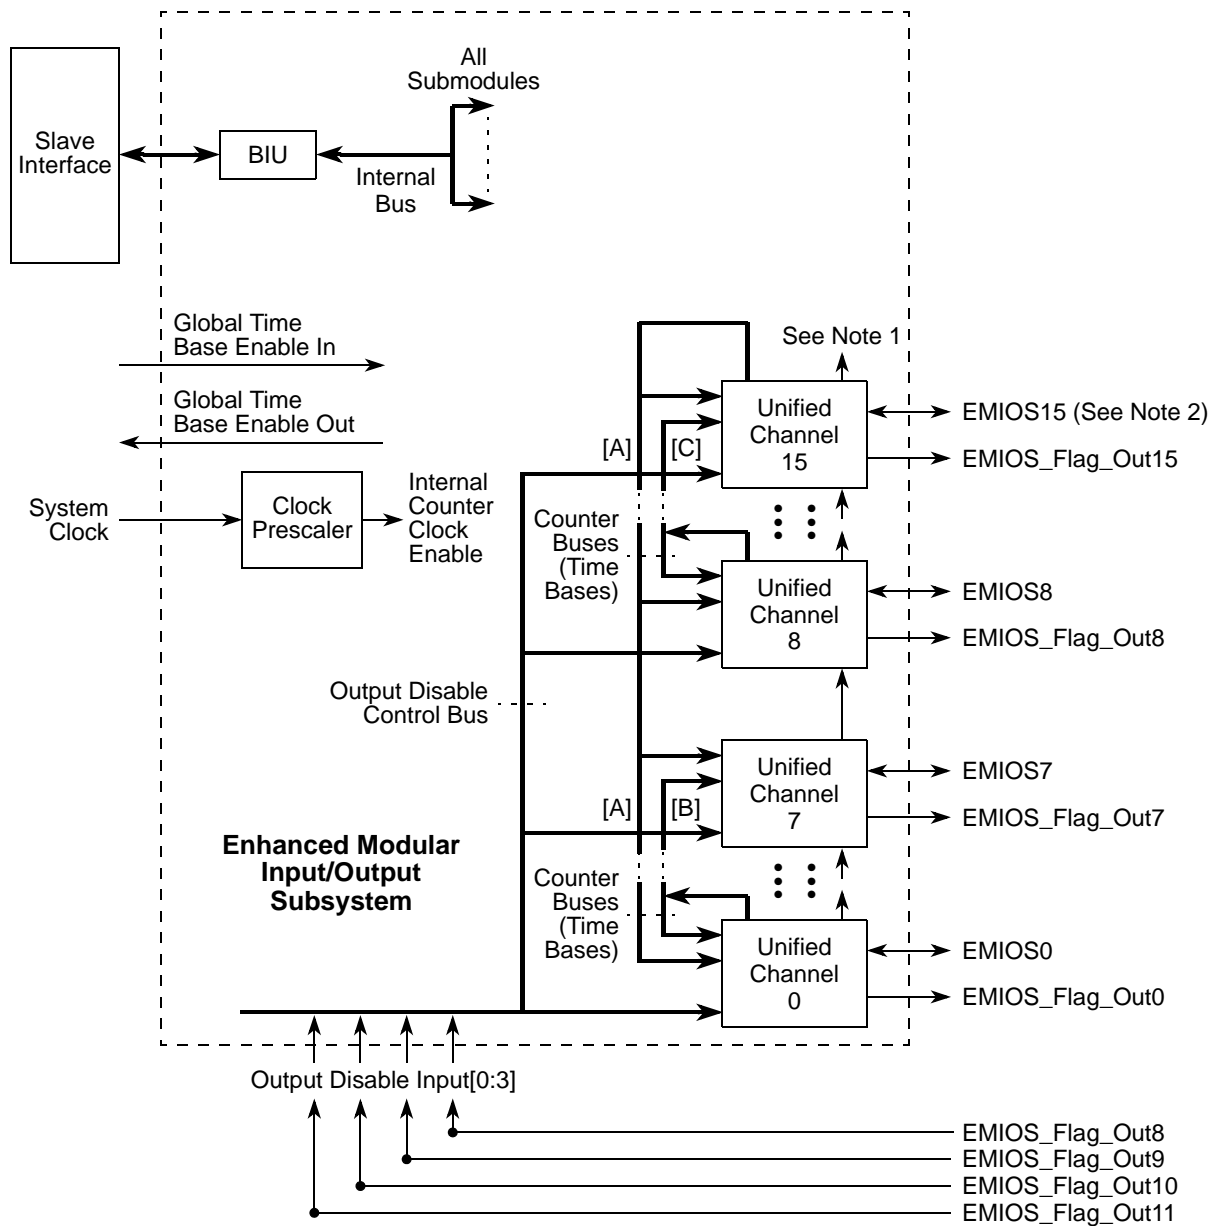 All
Submodules
Slave
Interface
BIU
Internal
Bus
Global Time
Base Enable In
Global Time
Base Enable Out
System
Clock
Clock
Prescaler
Internal
Counter
Clock
Enable
See Note 1
Unified
Channel
15
EMIOS15 (See Note 2)
EMIOS_Flag_Out15
[A]
[C]
Counter
Buses
(Time
Bases)
Unified
Channel
8
EMIOS8
EMIOS_Flag_Out8
Output Disable
Control Bus
Unified
Channel
7
EMIOS7
EMIOS_Flag_Out7
[A]
[B]
Enhanced Modular
Input/Output
Subsystem
Counter
Buses
(Time
Bases)
Unified
Channel
0
EMIOS0
EMIOS_Flag_Out0
Output Disable Input[0:3]
EMIOS_Flag_Out8
EMIOS_Flag_Out9
EMIOS_Flag_Out10
EMIOS_Flag_Out11